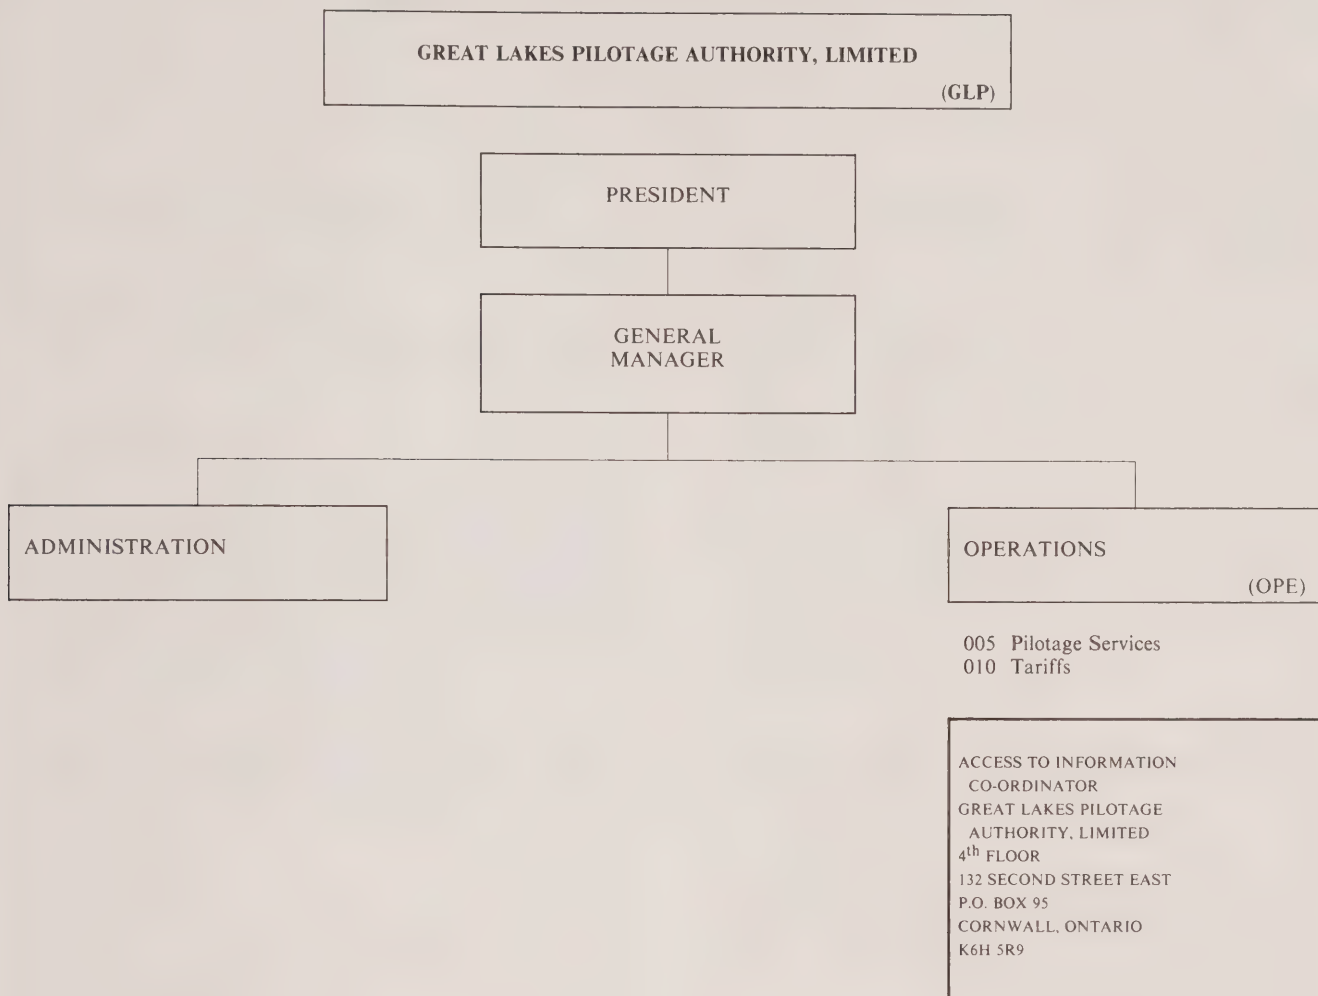 GREAT LAKES PILOTAGE AUTHORITY, LIMITED
(GLP)
PRESIDENT
GENERAL
MANAGER
ADMINISTRATION
OPERATIONS
(OPE)
005 Pilotage Services
010 Tariffs
ACCESS TO INFORMATION
CO-ORDINATOR
GREAT LAKES PILOTAGE
AUTHORITY, LIMITED
4th FLOOR
132 SECOND STREET EAST
P.O. BOX 95
CORNWALL, ONTARIO
K6H 5R9